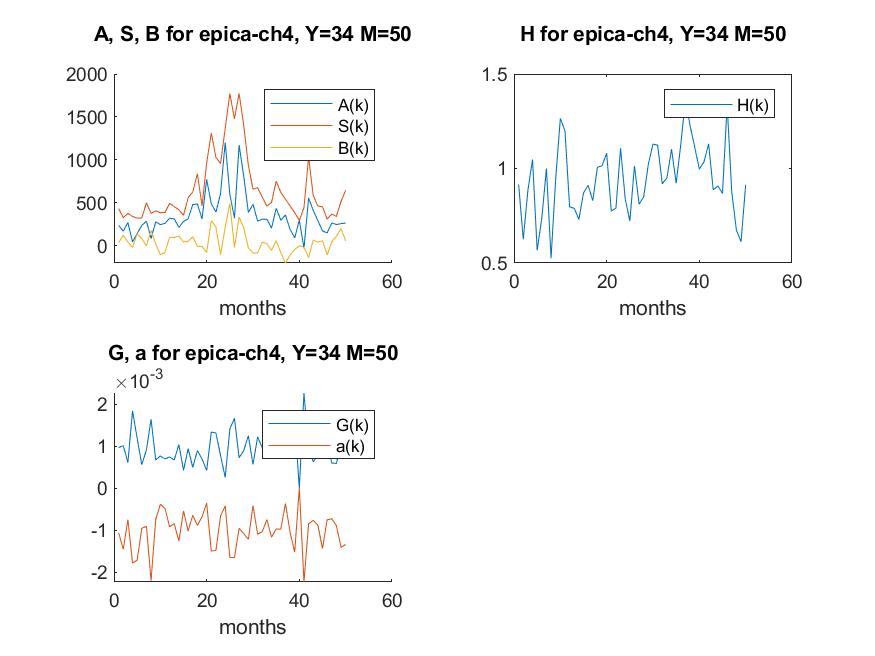 A, S, B for epica-ch4, Y=34 M=50
2000
1500
1000
500
0
A(k)
S(k)
B(k)
0 20 40 60
months
H for epica-ch4, Y=34 M=50
1.5
1
0.5
H(k)
0 20 40 60
months
G, a for epica-ch4, Y=34 M=50
×10⁻³
2
1
0
-1
-2
G(k)
a(k)
0 20 40 60
months